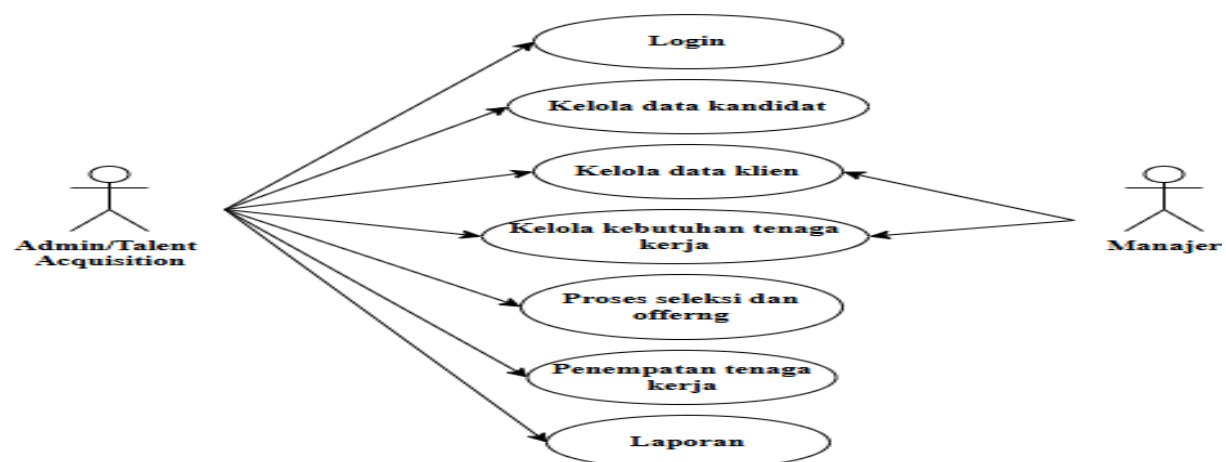 Login
Kelola data kandidat
Kelola data klien
Kelola kebutuhan tenaga
kerja
Proses seleksi dan
offerng
Penempatan tenaga
kerja
Laporan
Admin/Talent
Acquisition
Manajer